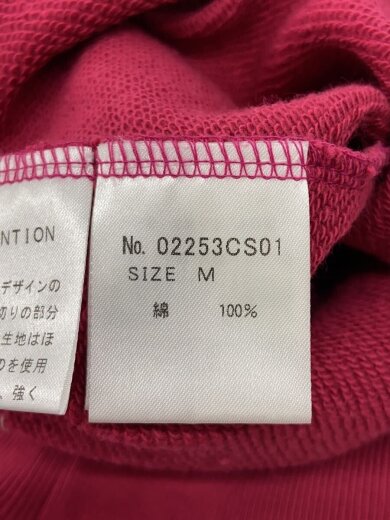 NTION
デザインの
切りの部分
生地はほ
のを使用
、強く
No. 02253CS01
SIZE M
綿 100%